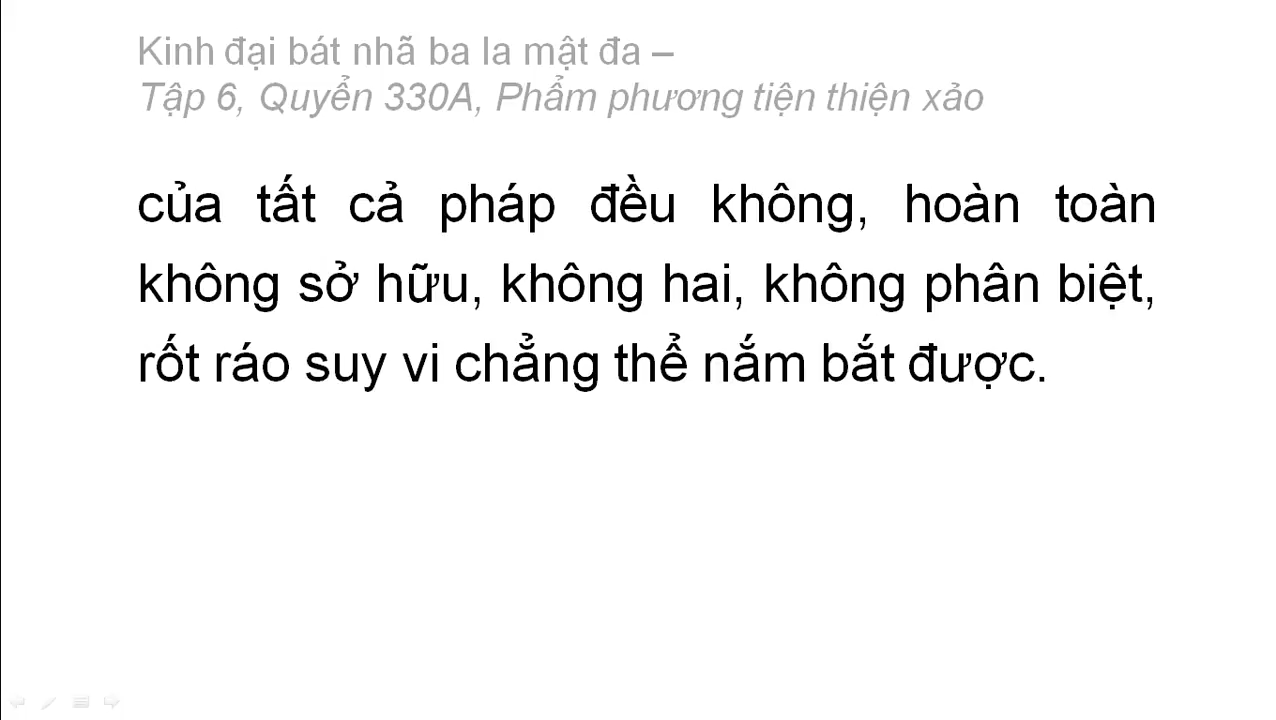 Kinh đại bát nhã ba la mật đa –
Tập 6, Quyển 330A, Phẩm phương tiện thiện xảo
của tất cả pháp đều không, hoàn toàn
không sở hữu, không hai, không phân biệt,
rốt ráo suy vi chẳng thể nắm bắt được.